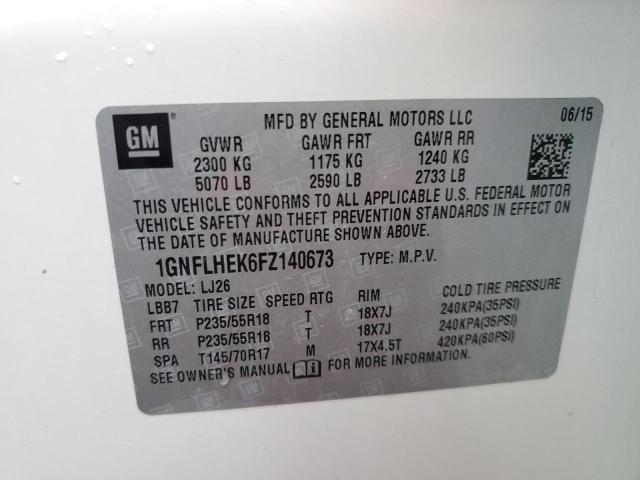 GM ® MFD BY GENERAL MOTORS LLC 06/15
GVWR GAWR FRT GAWR RR
2300 KG 1175 KG 1240 KG
5070 LB 2590 LB 2733 LB
THIS VEHICLE CONFORMS TO ALL APPLICABLE U.S. FEDERAL MOTOR
VEHICLE SAFETY AND THEFT PREVENTION STANDARDS IN EFFECT ON
THE DATE OF MANUFACTURE SHOWN ABOVE.
1GNFLHEK6FZ140673 TYPE: M.P.V.
MODEL: LJ26
LBB7 TIRE SIZE SPEED RTG RIM COLD TIRE PRESSURE
FRT P235/55R18 T 18X7J 240KPA(35PSI)
RR P235/55R18 T 18X7J 240KPA(35PSI)
SPA T145/70R17 M 17X4.5T 420KPA(60PSI)
SEE OWNER'S MANUAL FOR MORE INFORMATION.